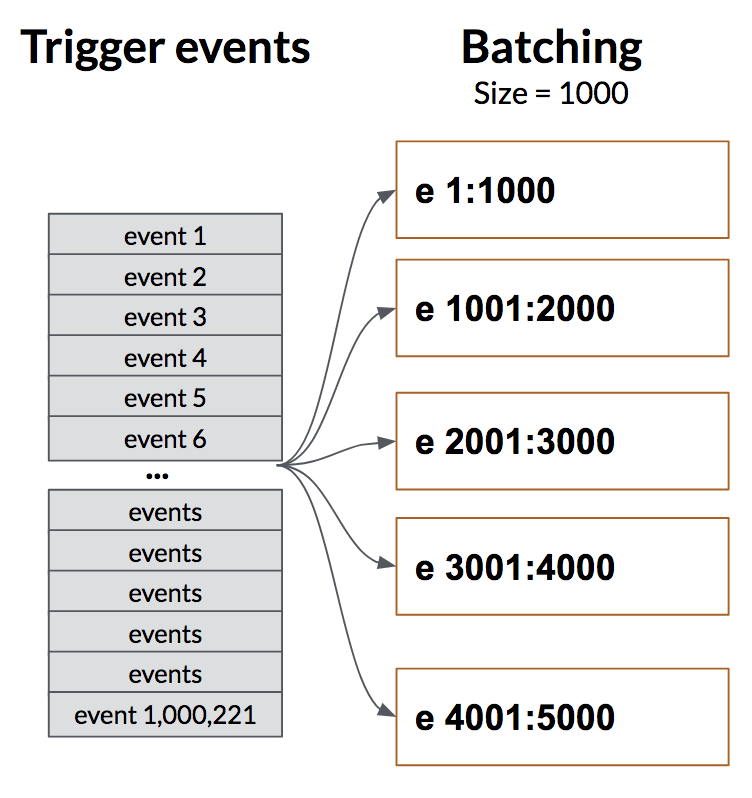 Trigger events
event 1
event 2
event 3
event 4
event 5
event 6
...
events
events
events
events
events
event 1,000,221
Batching
Size = 1000
e 1:1000
e 1001:2000
e 2001:3000
e 3001:4000
e 4001:5000